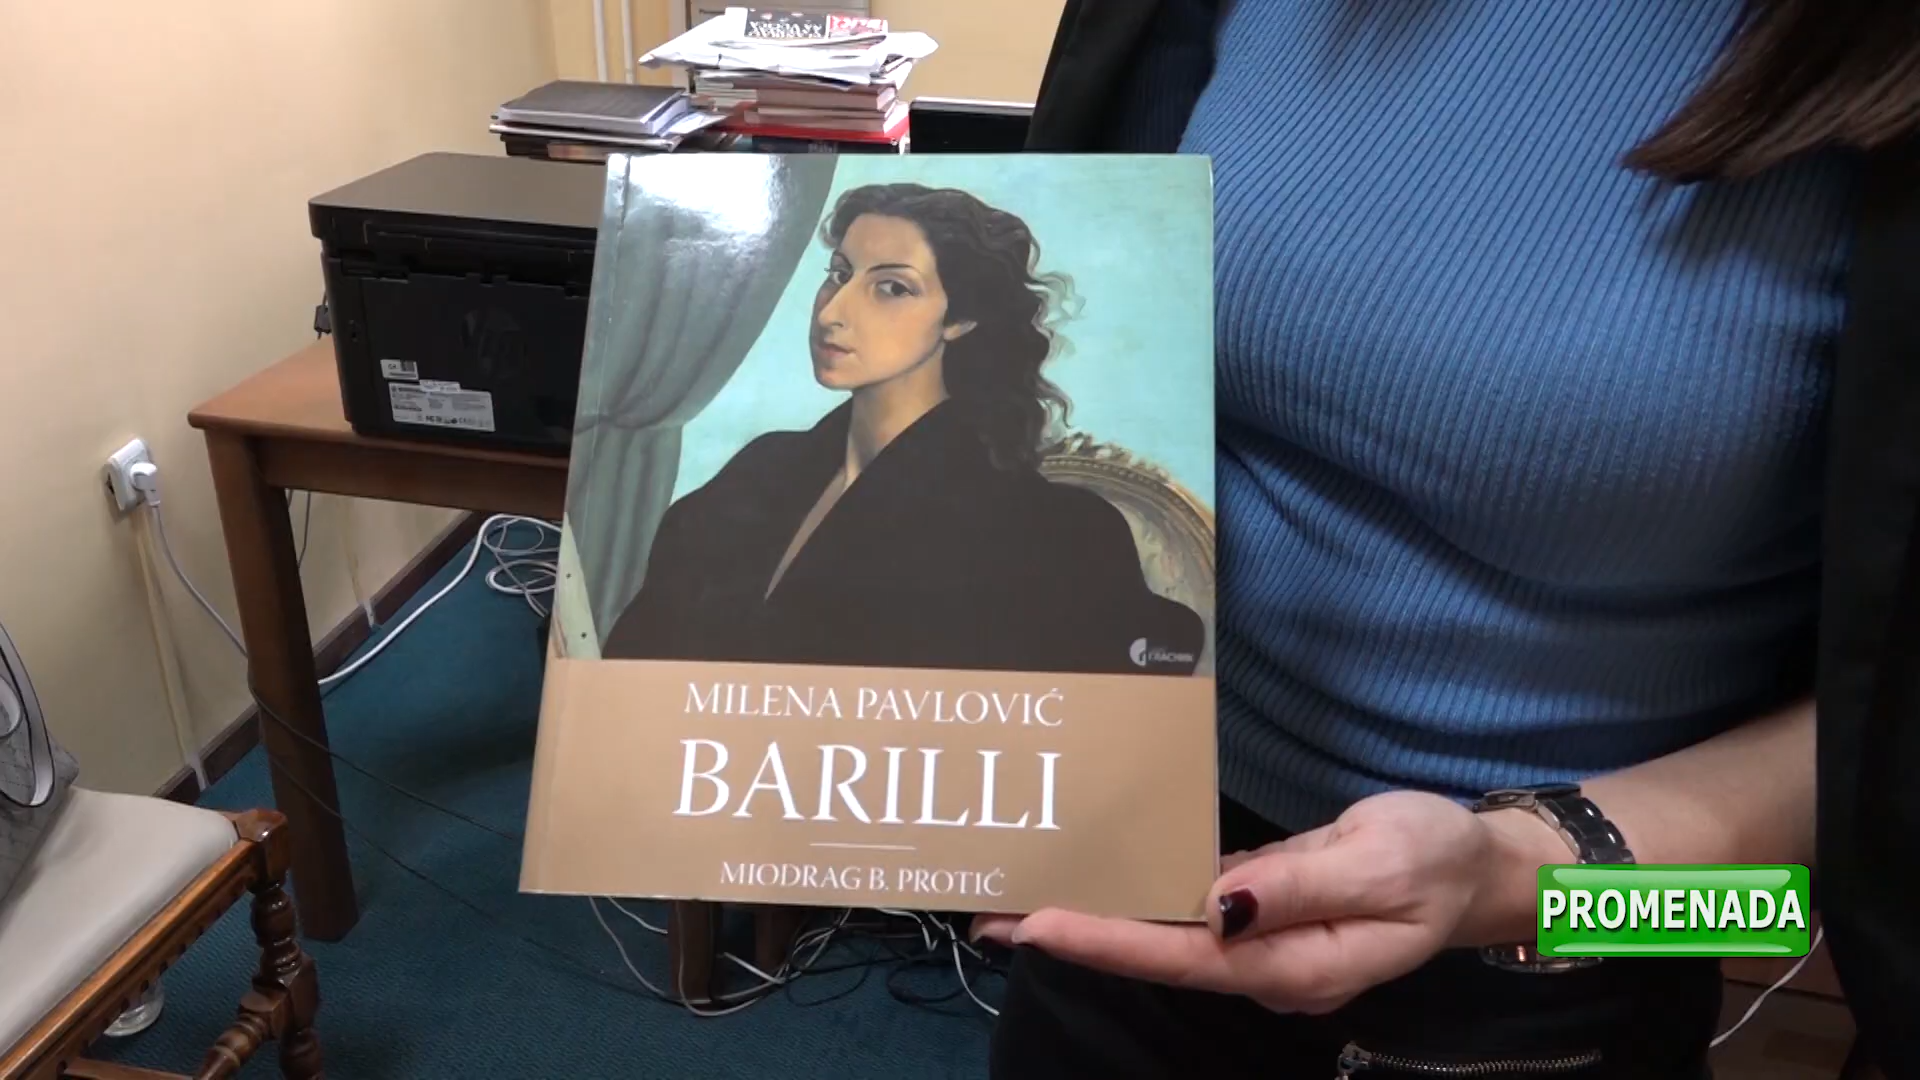 MILENA PAVLOVIĆ
BARILLI
MIODRAG B. PROTIĆ
PROMENADA